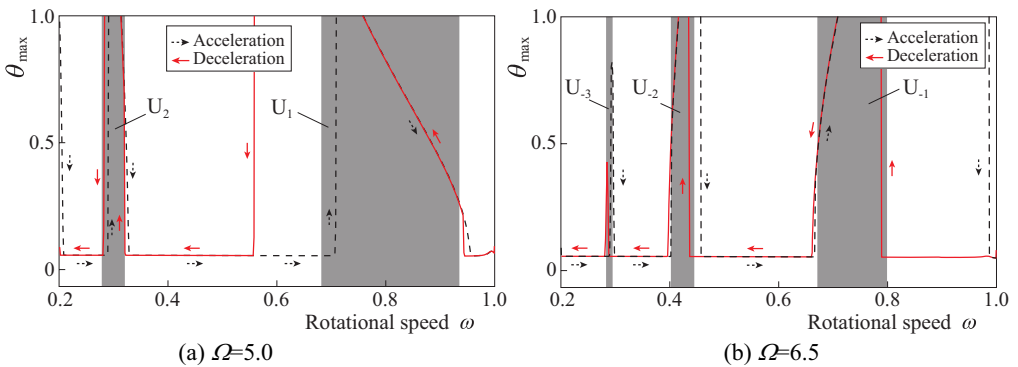 1.0
0.5
0
θmax
Acceleration
Deceleration
U2
U1
0.2
0.4
0.6
0.8
1.0
Rotational speed ω
(a) Ω=5.0
1.0
0.5
0
θmax
Acceleration
Deceleration
U-3
U-2
U-1
0.2
0.4
0.6
0.8
1.0
Rotational speed ω
(b) Ω=6.5